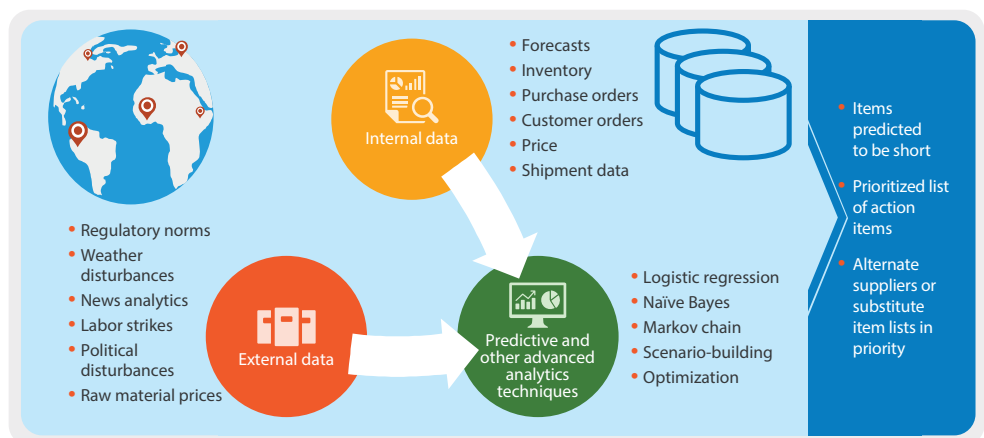 Internal data
• Forecasts
• Inventory
• Purchase orders
• Customer orders
• Price
• Shipment data
• Regulatory norms
• Weather
disturbances
• News analytics
• Labor strikes
• Political
disturbances
• Raw material prices
External data
Predictive and
other advanced
analytics
techniques
• Logistic regression
• Naïve Bayes
• Markov chain
• Scenario-building
• Optimization
• Items
predicted
to be short
• Prioritized list
of action
items
• Alternate
suppliers or
substitute
item lists in
priority